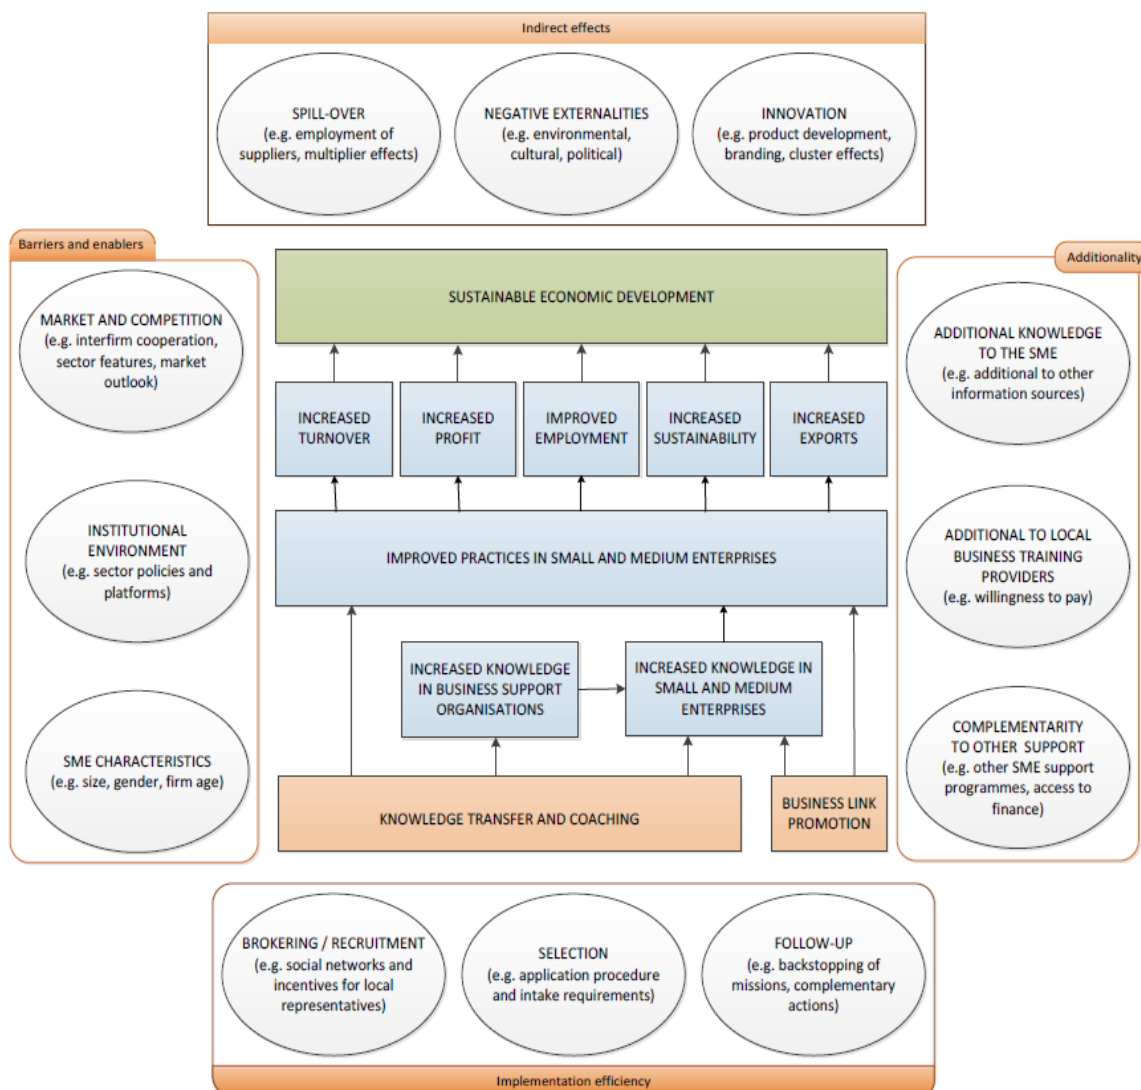 Indirect effects
SPILL-OVER
(e.g. employment of
suppliers, multiplier effects)
NEGATIVE EXTERNALITIES
(e.g. environmental,
cultural, political)
INNOVATION
(e.g. product development,
branding, cluster effects)
Barriers and enablers
MARKET AND COMPETITION
(e.g. interfirm cooperation,
sector features, market
outlook)
INSTITUTIONAL
ENVIRONMENT
(e.g. sector policies and
platforms)
SME CHARACTERISTICS
(e.g. size, gender, firm age)
SUSTAINABLE ECONOMIC DEVELOPMENT
INCREASED
TURNOVER
INCREASED
PROFIT
IMPROVED
EMPLOYMENT
INCREASED
SUSTAINABILITY
INCREASED
EXPORTS
IMPROVED PRACTICES IN SMALL AND MEDIUM ENTERPRISES
INCREASED KNOWLEDGE
IN BUSINESS SUPPORT
ORGANISATIONS
INCREASED KNOWLEDGE IN
SMALL AND MEDIUM
ENTERPRISES
KNOWLEDGE TRANSFER AND COACHING
BUSINESS LINK
PROMOTION
Additionality
ADDITIONAL KNOWLEDGE
TO THE SME
(e.g. additional to other
information sources)
ADDITIONAL TO LOCAL
BUSINESS TRAINING
PROVIDERS
(e.g. willingness to pay)
COMPLEMENTARITY
TO OTHER SUPPORT
(e.g. other SME support
programmes, access to
finance)
BROKERING / RECRUITMENT
(e.g. social networks and
incentives for local
representatives)
SELECTION
(e.g. application procedure
and intake requirements)
FOLLOW-UP
(e.g. backstopping of
missions, complementary
actions)
Implementation efficiency